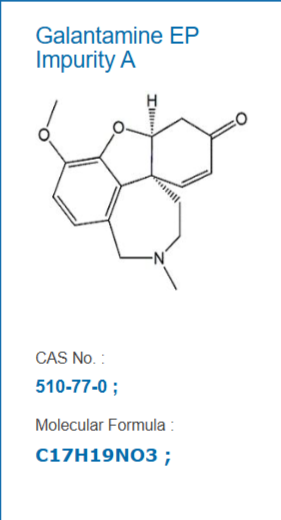 Galantamine EP
Impurity A
H
O
O
O
N
CAS No. :
510-77-0 ;
Molecular Formula :
C17H19NO3 ;